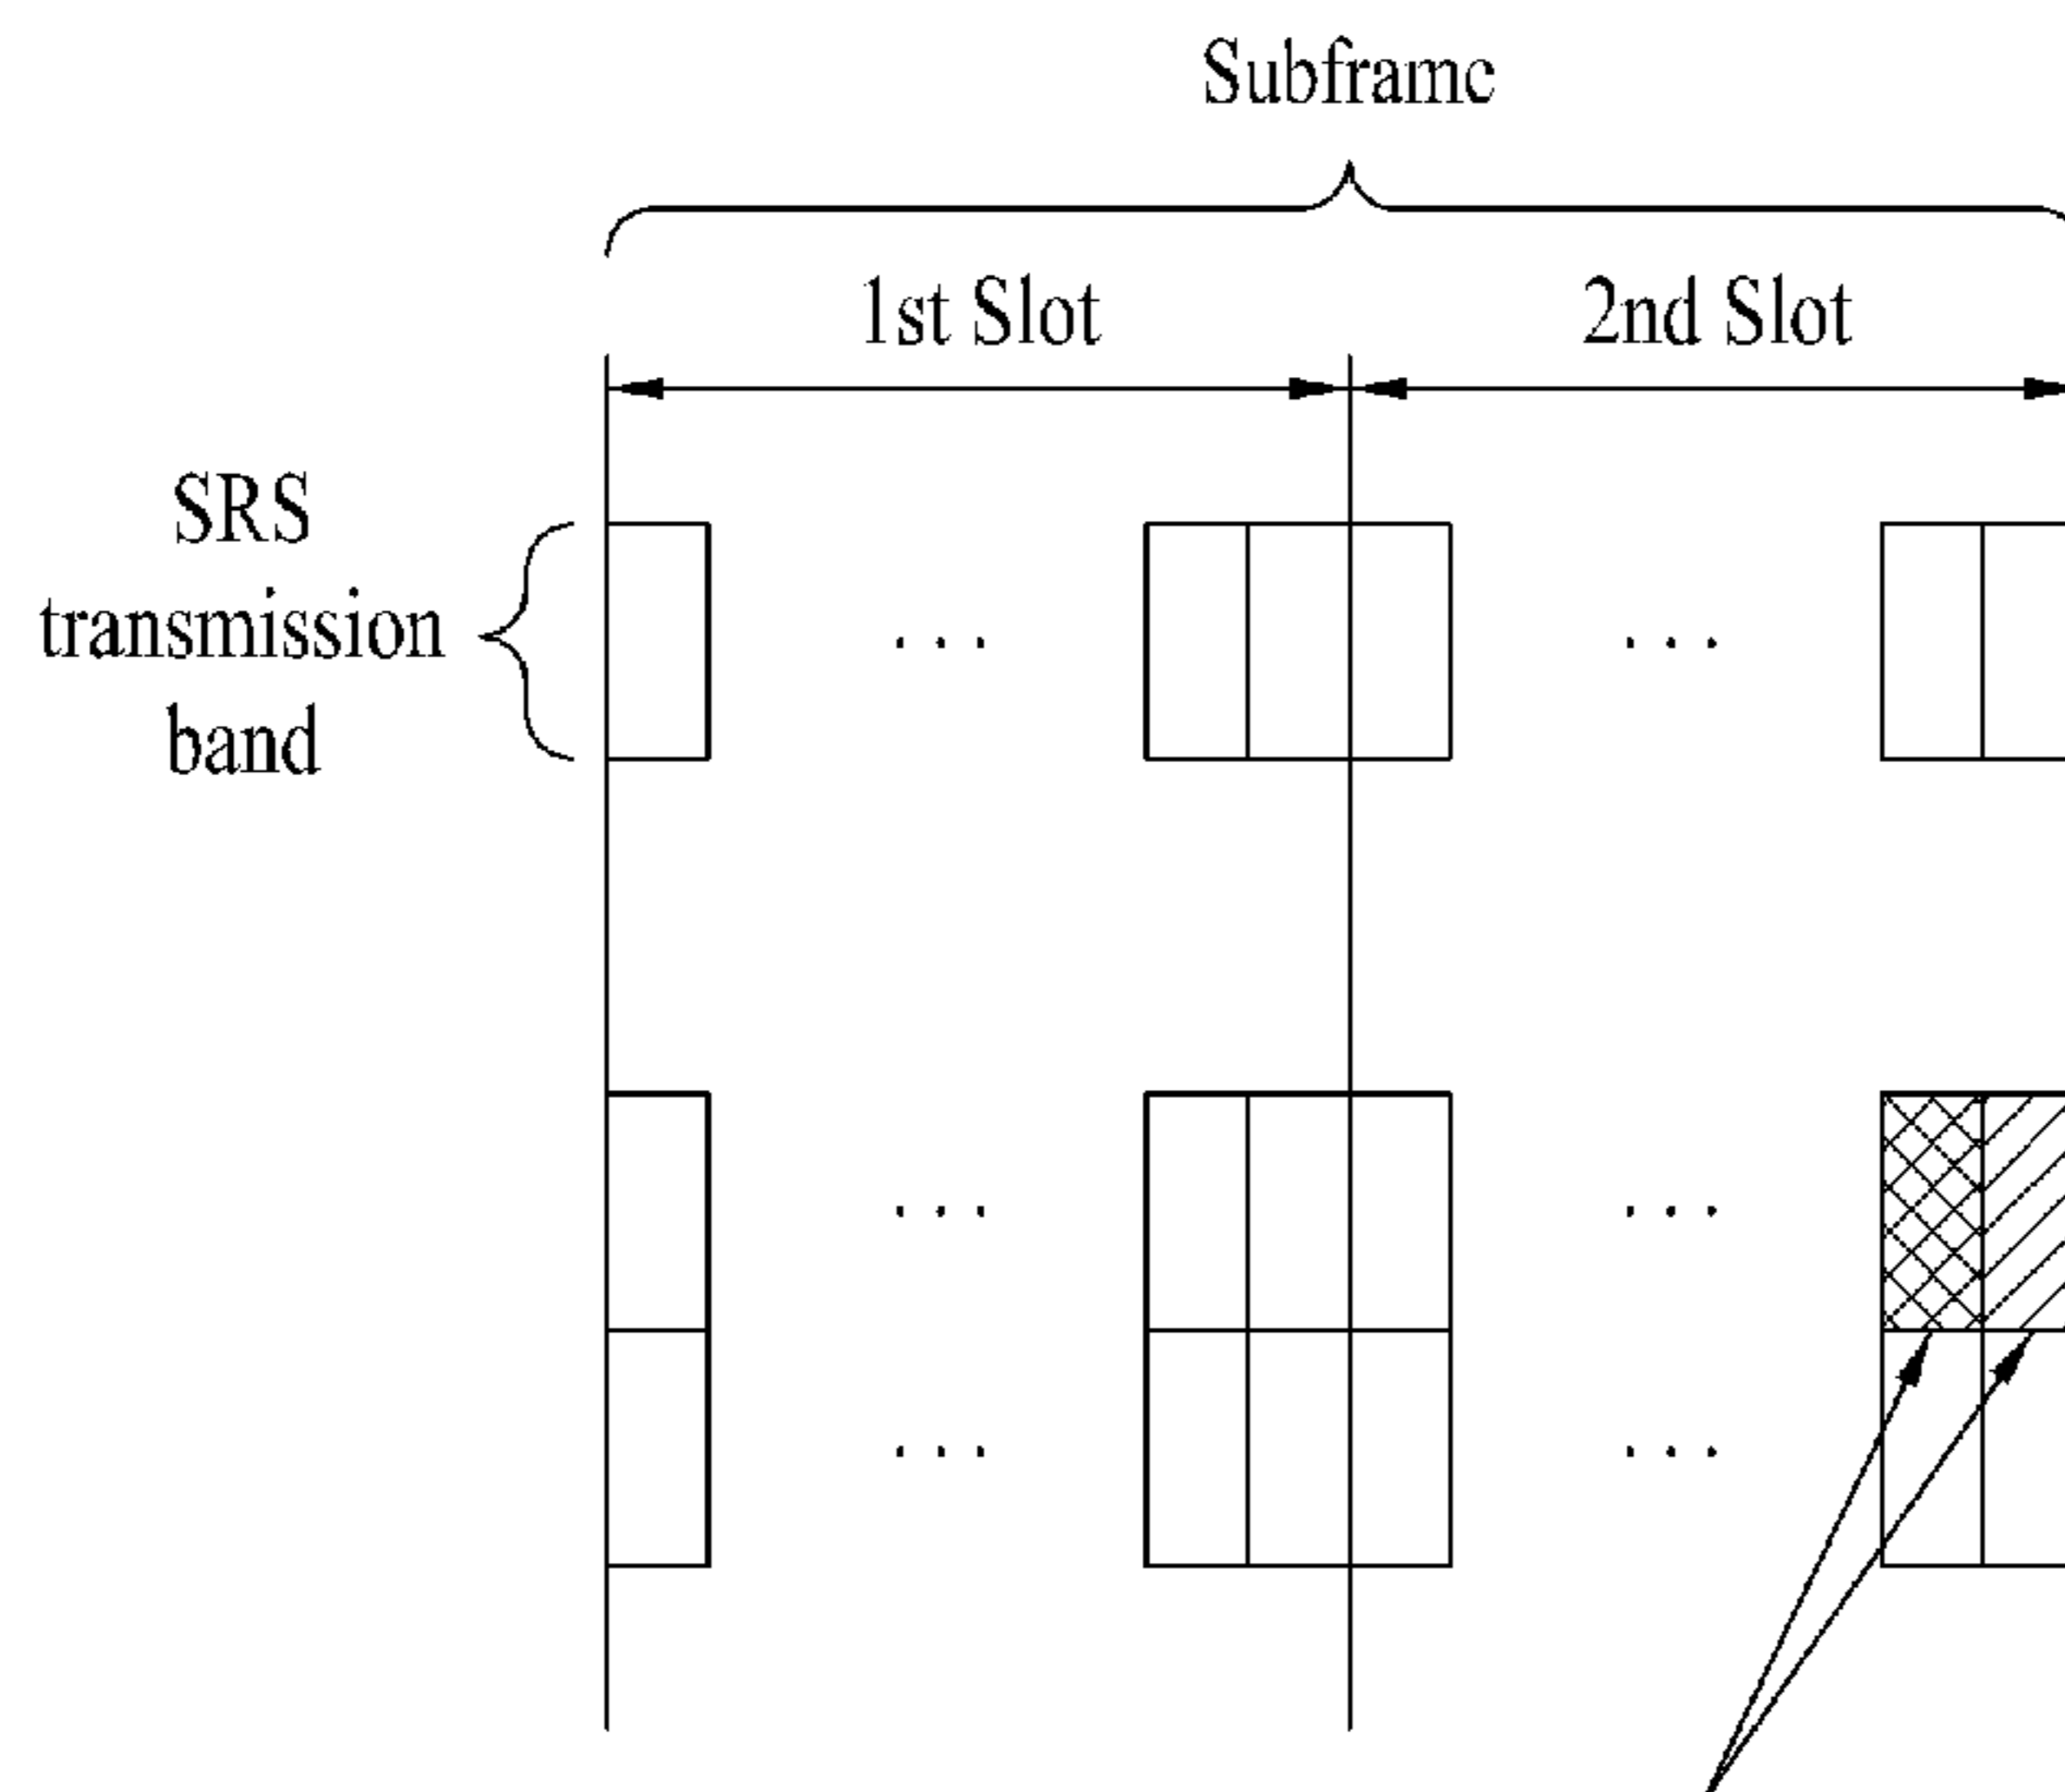 Subframe
1st Slot
2nd Slot
SRS
transmission
band